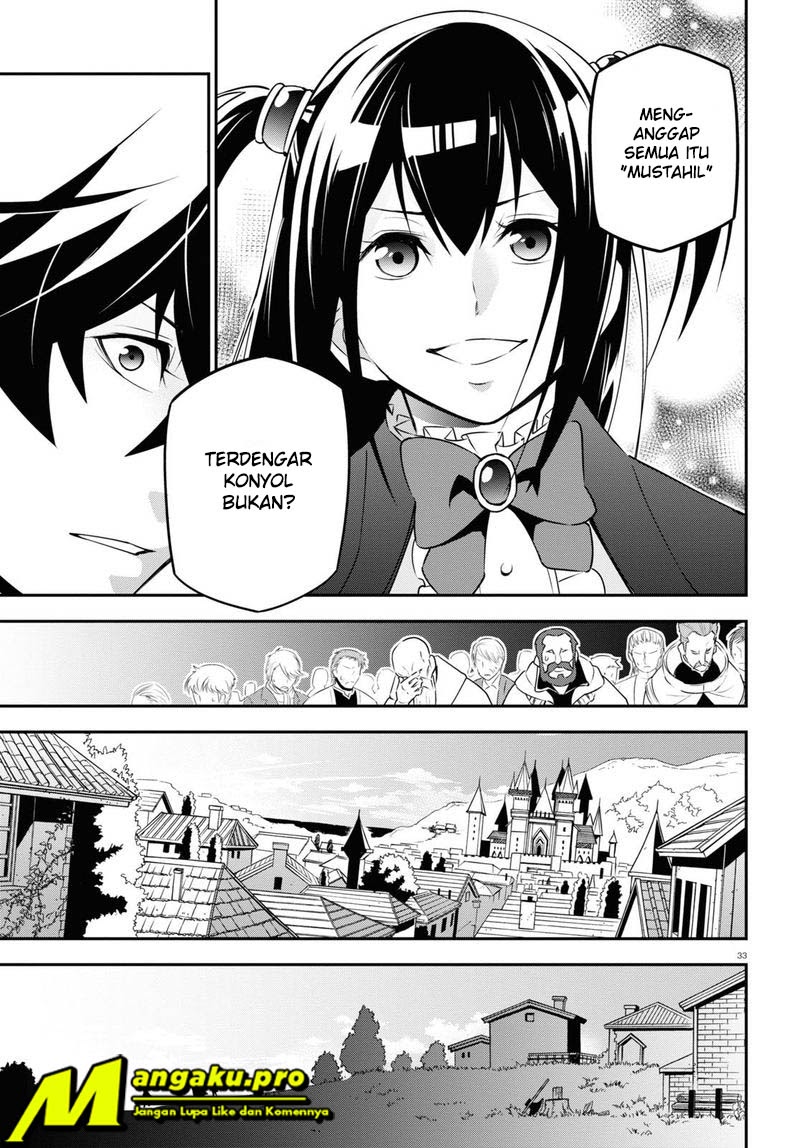 MENG-
ANGGAP
SEMUA ITU
"MUSTAHIL"
TERDENGAR
KONYOL
BUKAN?
33
Mangaku.pro
Jangan Lupa Like dan Komennya